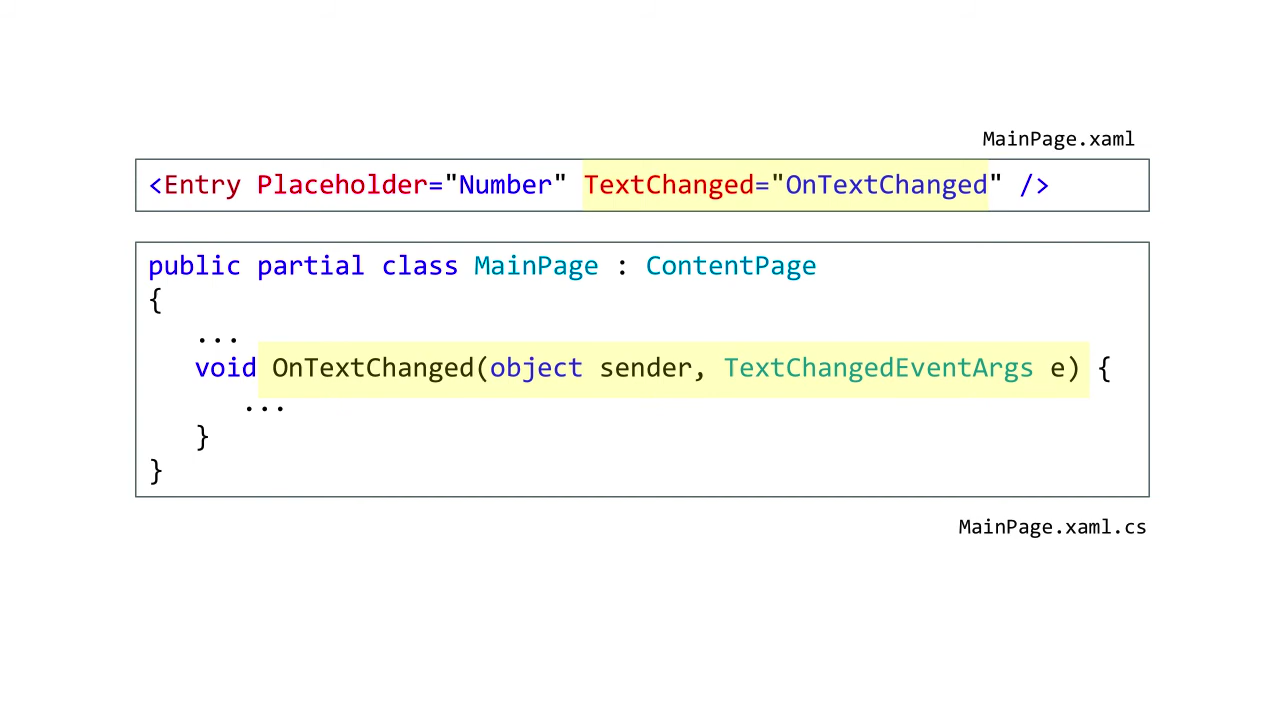 MainPage.xaml
<Entry Placeholder="Number" TextChanged="OnTextChanged" />
public partial class MainPage : ContentPage
{
...
void OnTextChanged(object sender, TextChangedEventArgs e) {
...
}
}
MainPage.xaml.cs